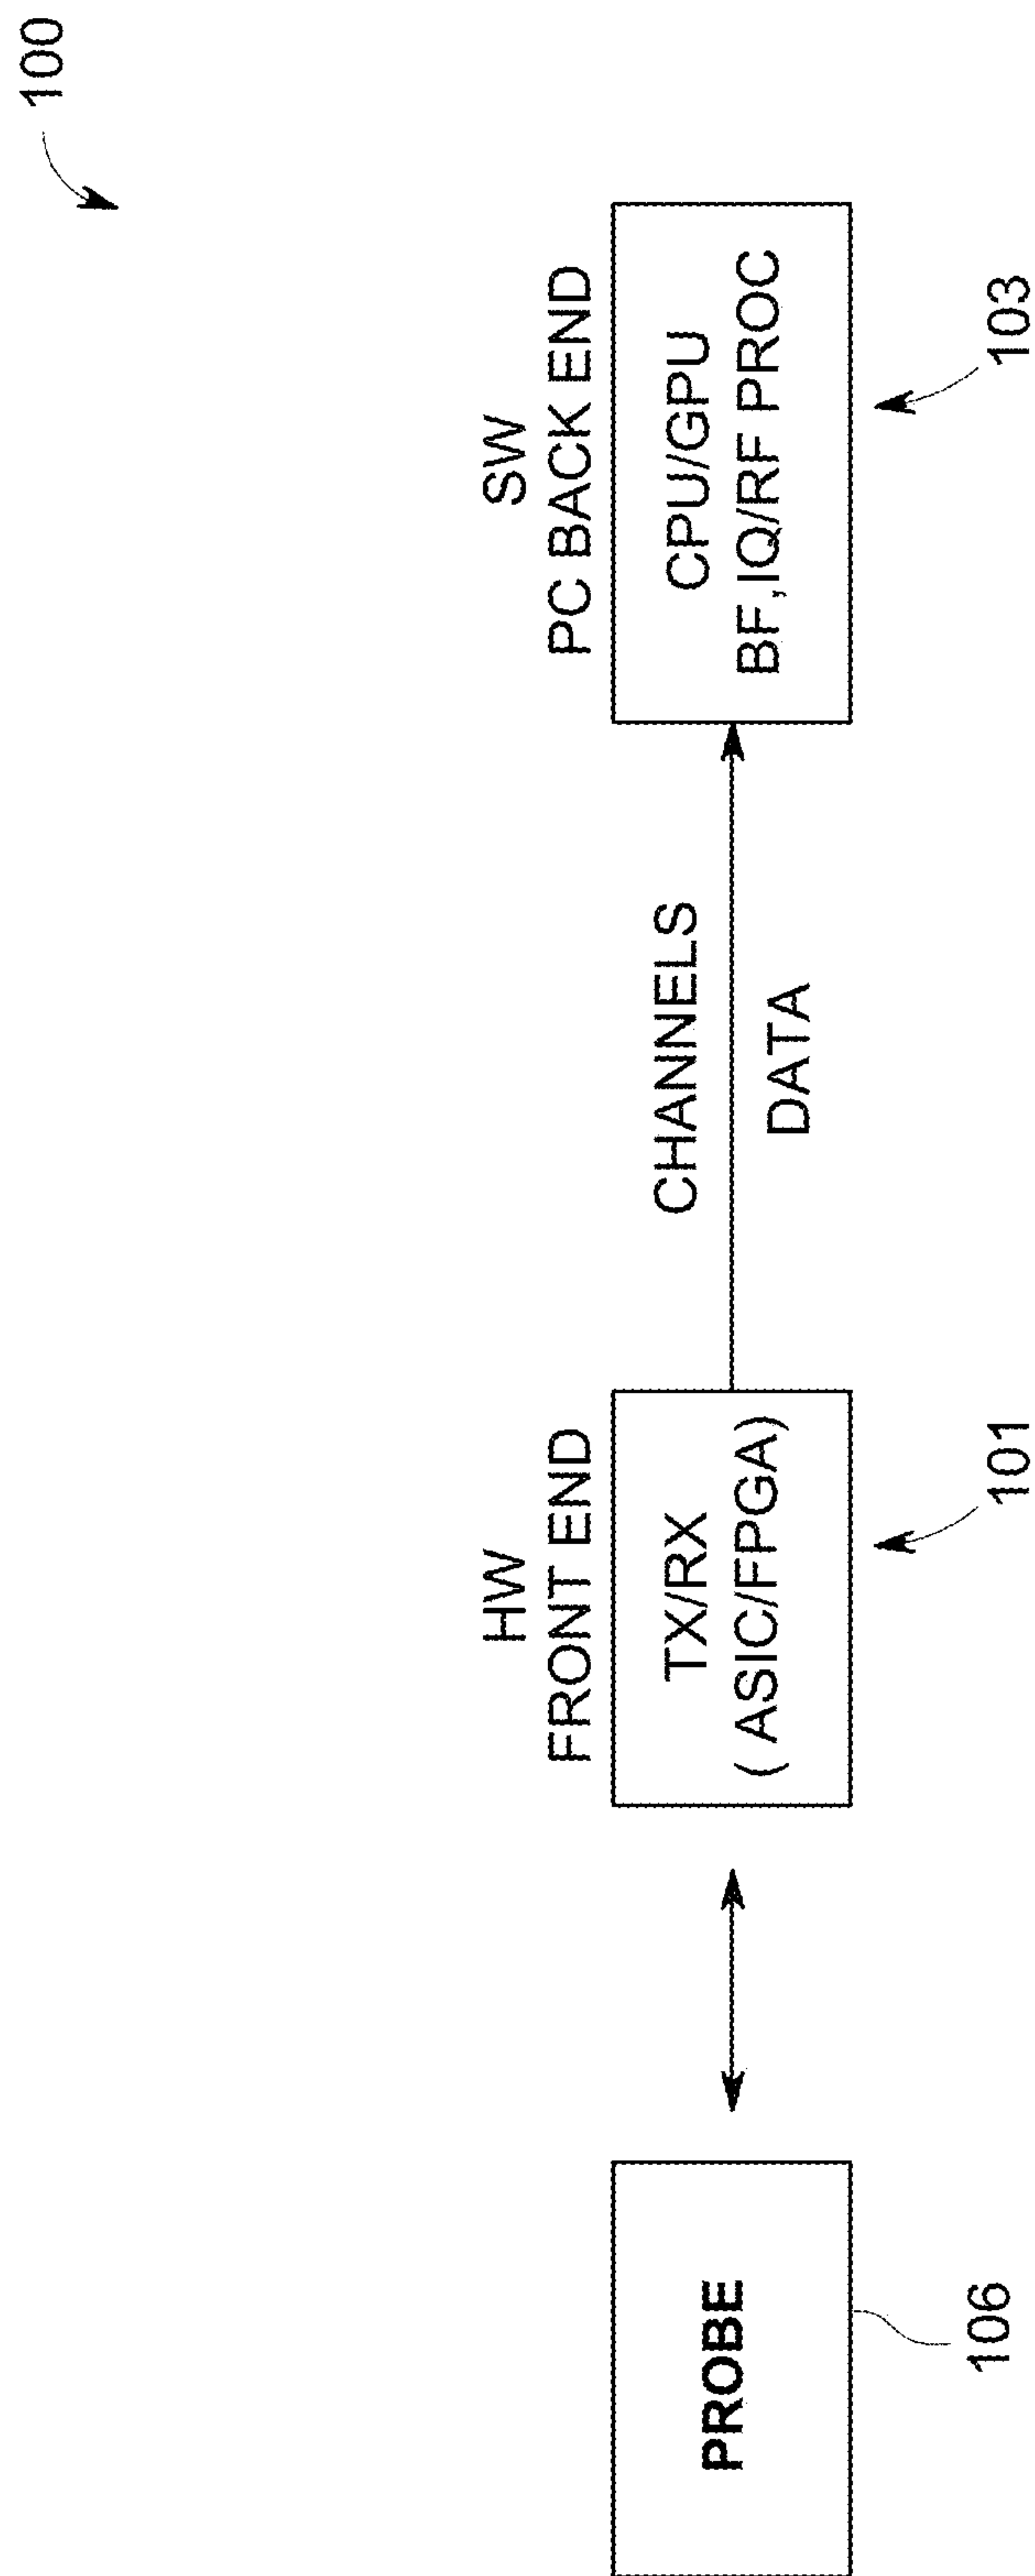 100
SW
PC BACK END
CPU/GPU
BF,IQ/RF PROC
103
CHANNELS
DATA
HW
FRONT END
TX/RX
( ASIC/FPGA)
101
PROBE
106